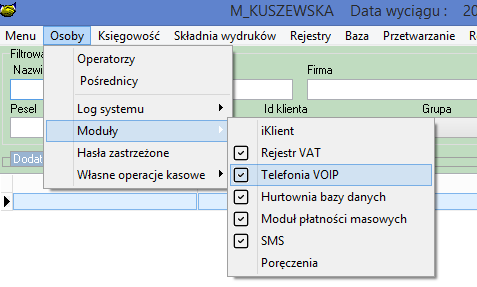 M_KUSZEWSKA Data wyciągu : 20
Menu Osoby Księgowość Składnia wydruków Rejestry Baza Przetwarzanie R
Filtrowa
Nazwi
Firma
Pesel
Id klienta
Grupa
Dodat
Operatorzy
Pośrednicy
Log systemu
Moduły
Hasła zastrzeżone
Własne operacje kasowe
iKlient
Rejestr VAT
Telefonia VOIP
Hurtownia bazy danych
Moduł płatności masowych
SMS
Poręczenia